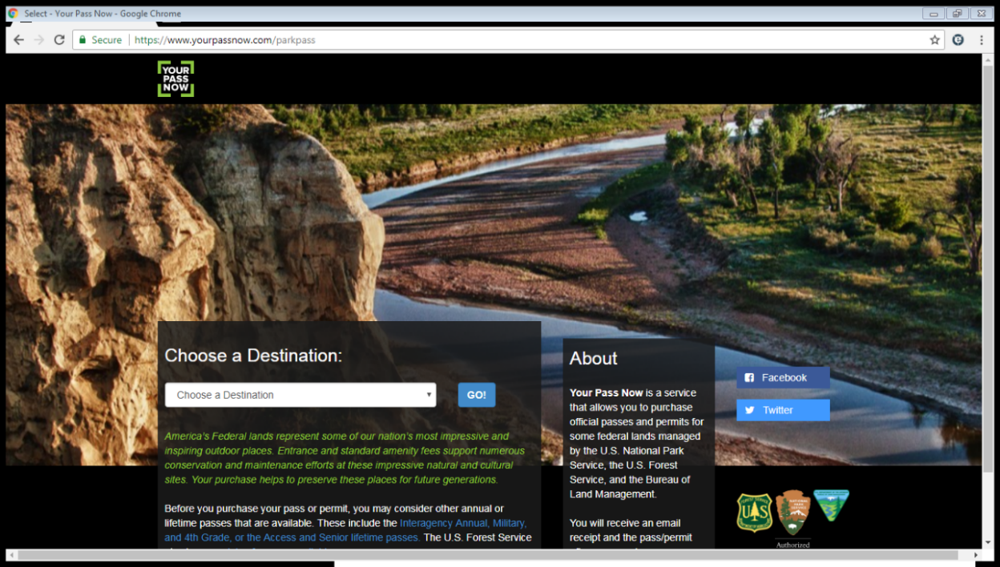 Select - Your Pass Now - Google Chrome
Secure
https://www.yourpassnow.com/parkpass
YOUR
PASS
NOW
Choose a Destination:
Choose a Destination
GO!
America's Federal lands represent some of our nation's most impressive and
inspiring outdoor places. Entrance and standard amenity fees support numerous
conservation and maintenance efforts at these impressive natural and cultural
sites. Your purchase helps to preserve these places for future generations.
Before you purchase your pass or permit, you may consider other annual or
lifetime passes that are available. These include the Interagency Annual, Military,
and 4th Grade, or the Access and Senior lifetime passes. The U.S. Forest Service
About
Your Pass Now is a service
that allows you to purchase
official passes and permits for
some federal lands managed
by the U.S. National Park
Service, the U.S. Forest
Service, and the Bureau of
Land Management.
You will receive an email
receipt and the pass/permit
Facebook
Twitter
FOREST SERVICE
U S
NATIONAL
PARK
SERVICE
Authorized